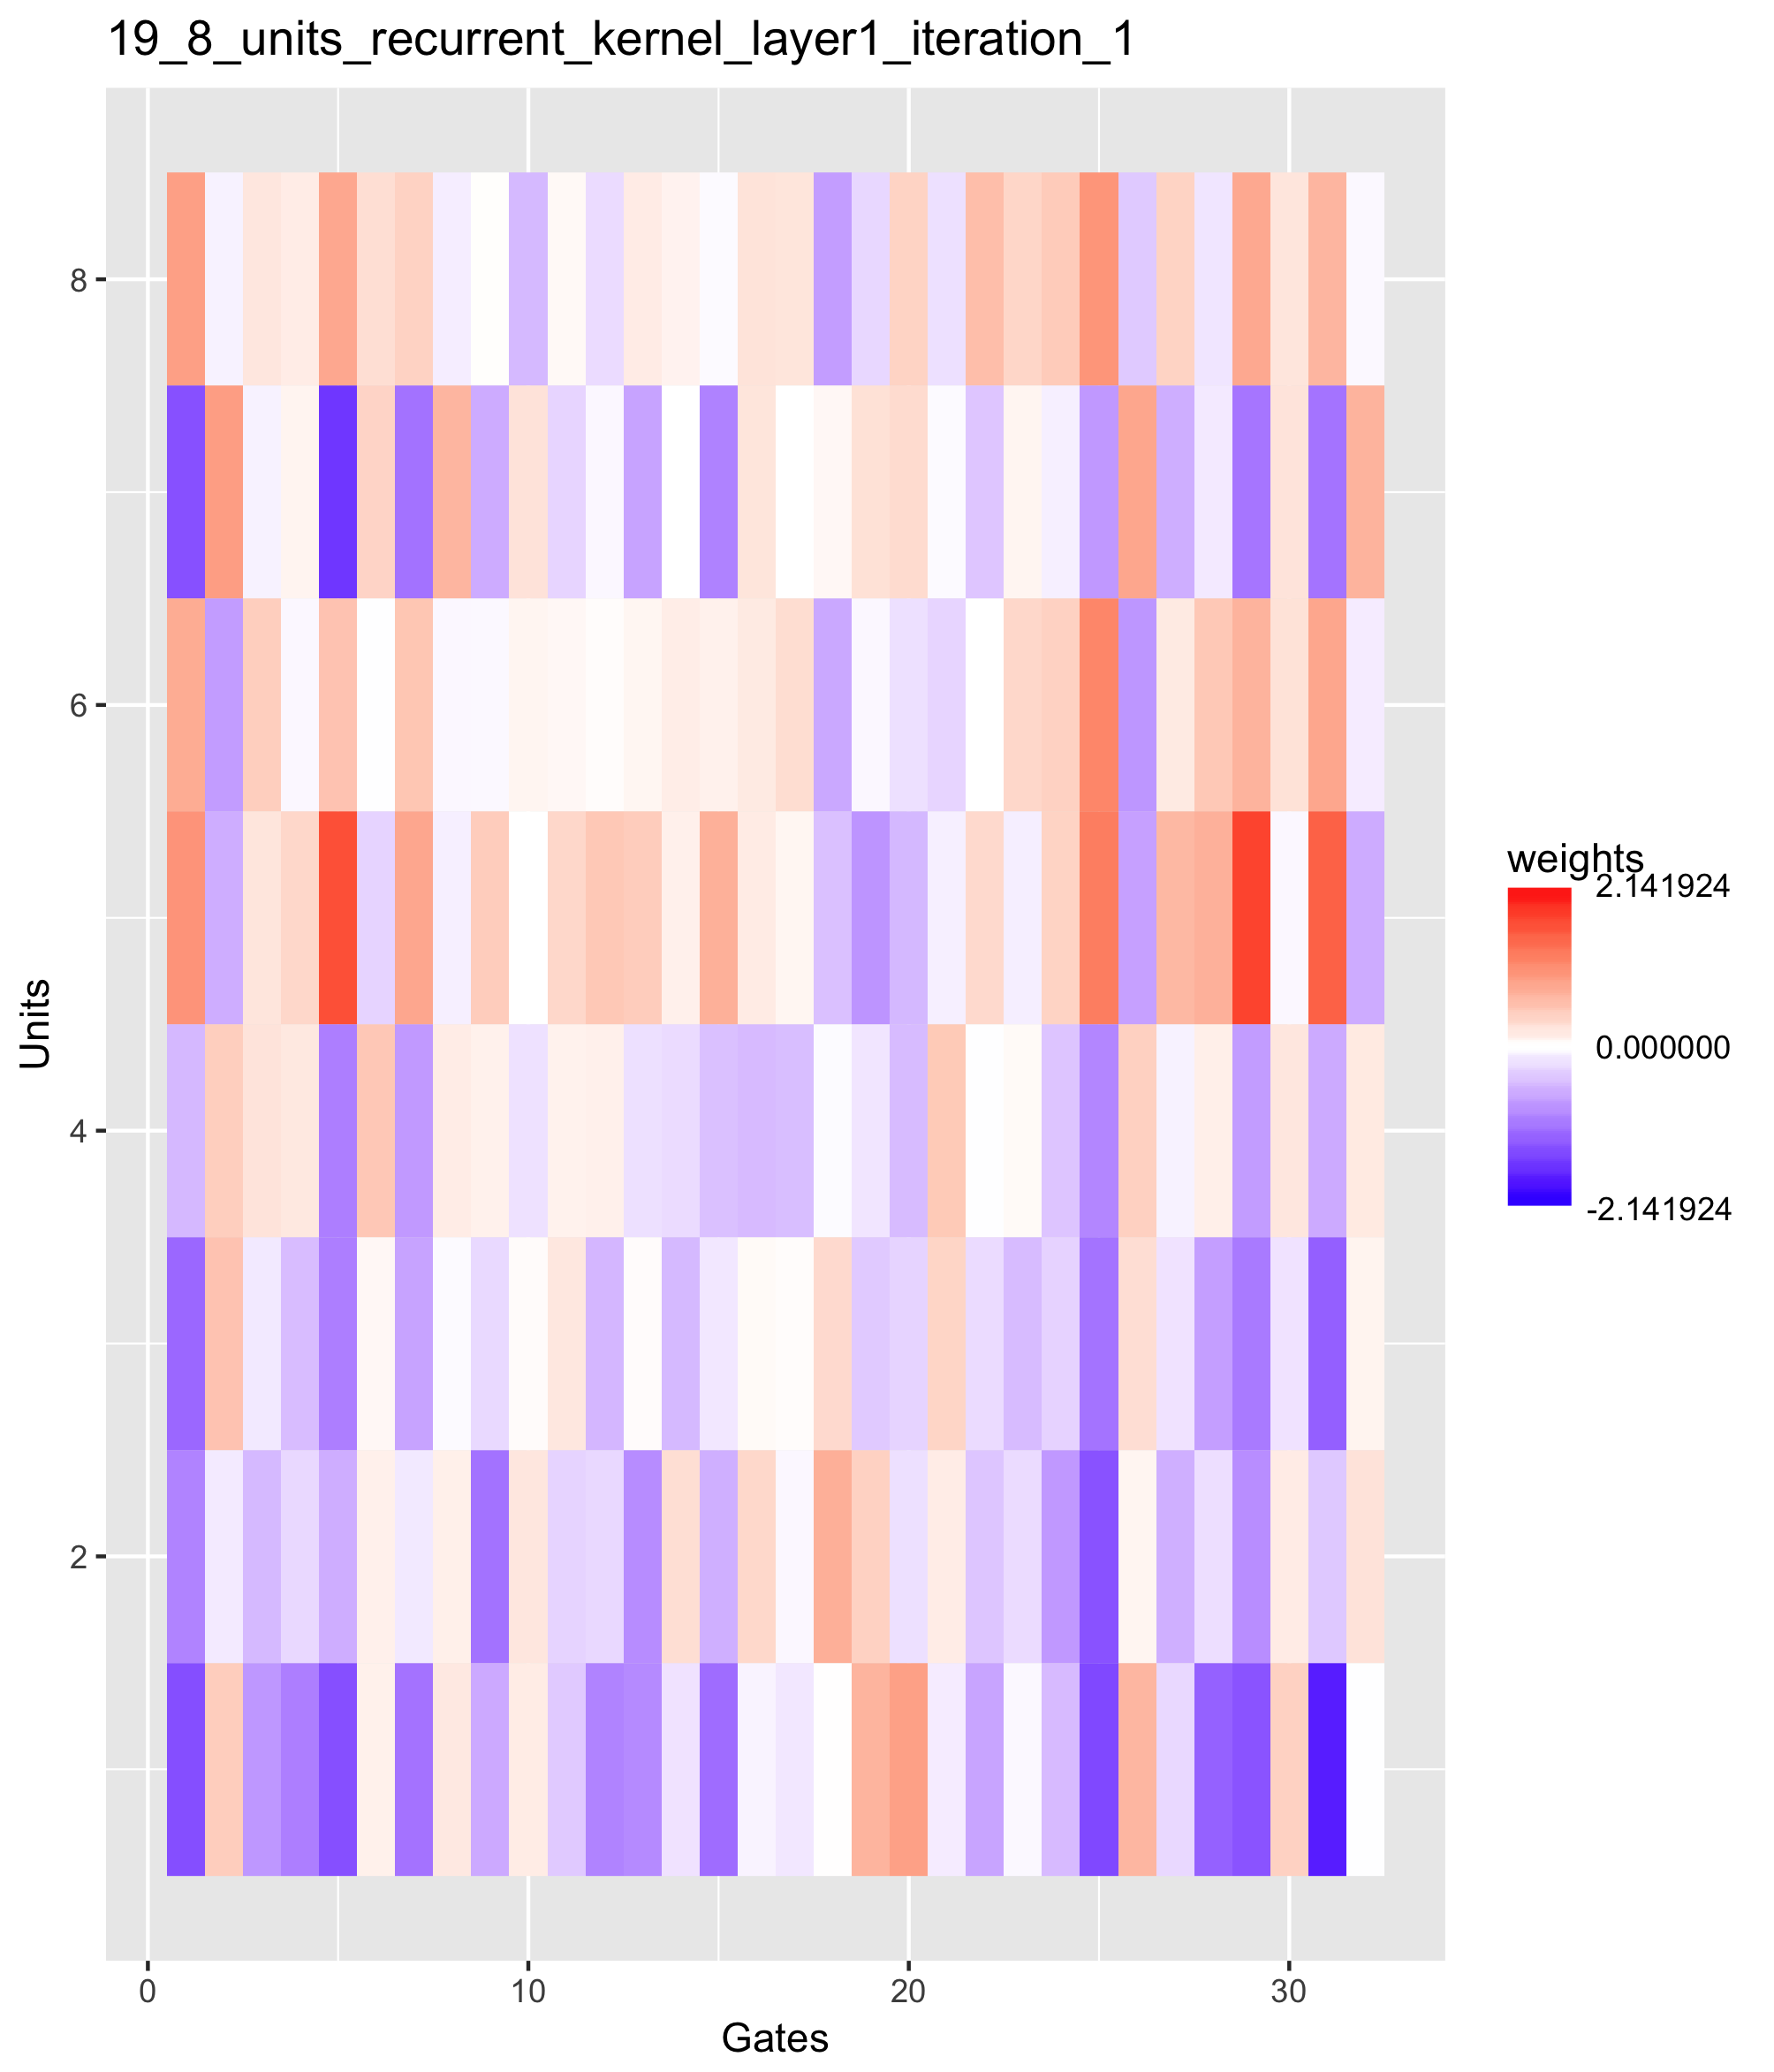 19_8_units_recurrent_kernel_layer1_iteration_1
8
6
4
2
Units
0
10
20
30
Gates
weights
2.141924
0.000000
-2.141924